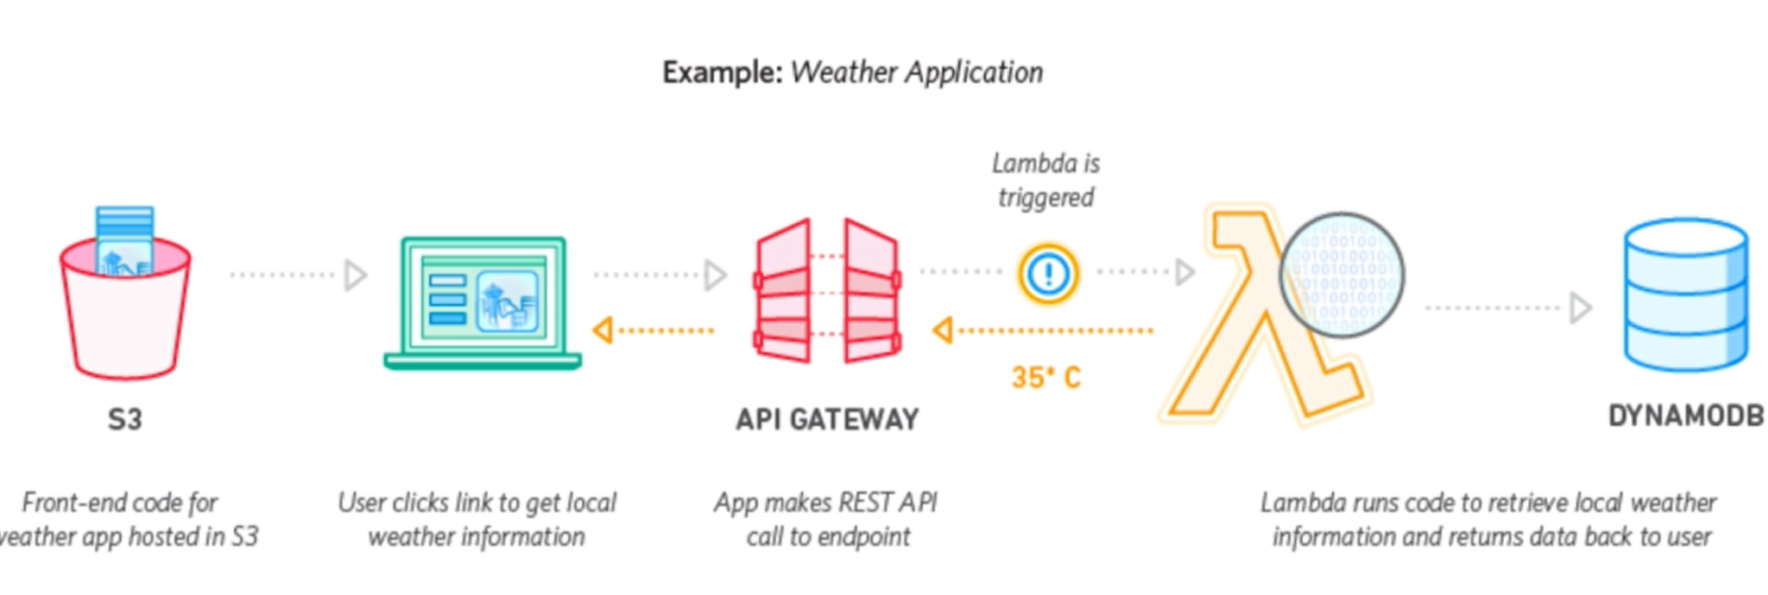 Example: Weather Application
Lambda is
triggered
35° C
S3
API GATEWAY
DYNAMODB
Front-end code for
weather app hosted in S3
User clicks link to get local
weather information
App makes REST API
call to endpoint
Lambda runs code to retrieve local weather
information and returns data back to user